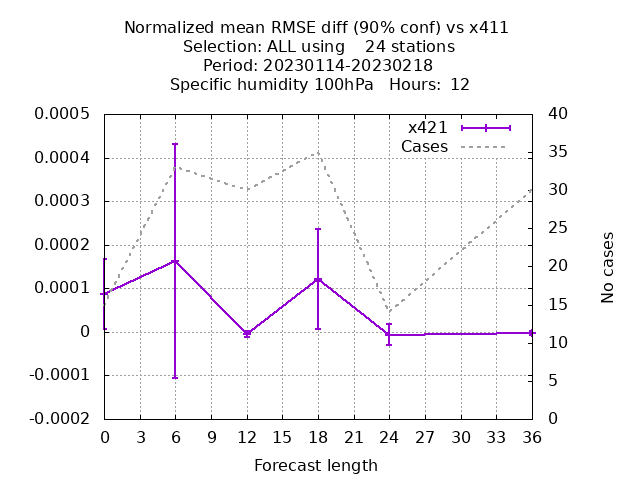 Normalized mean RMSE diff (90% conf) vs x411
Selection: ALL using    24 stations
Period: 20230114-20230218
Specific humidity 100hPa   Hours:  12
x421
Cases
0.0005
0.0004
0.0003
0.0002
0.0001
0
-0.0001
-0.0002
40
35
30
25
20
15
10
5
0
No cases
0 3 6 9 12 15 18 21 24 27 30 33 36
Forecast length